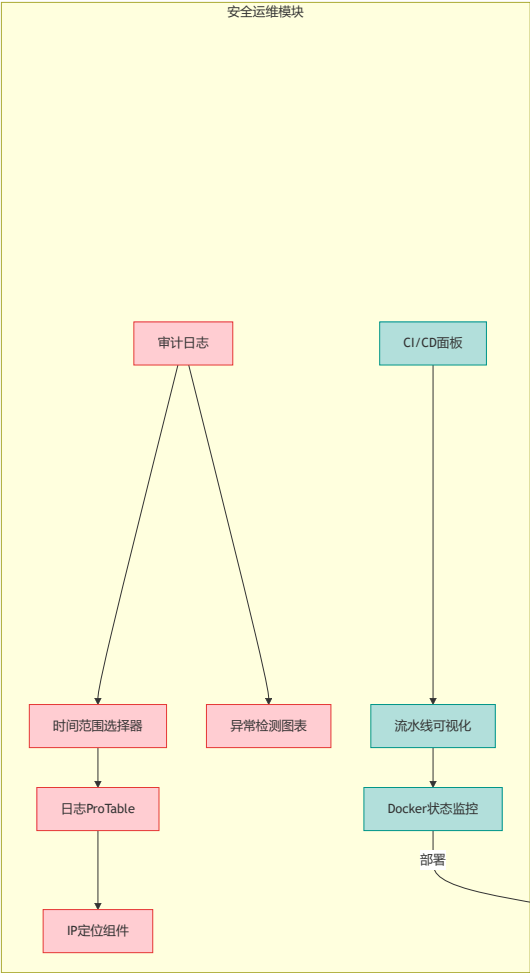 安全运维模块
审计日志
CI/CD面板
时间范围选择器
异常检测图表
流水线可视化
日志ProTable
Docker状态监控
部署
IP定位组件